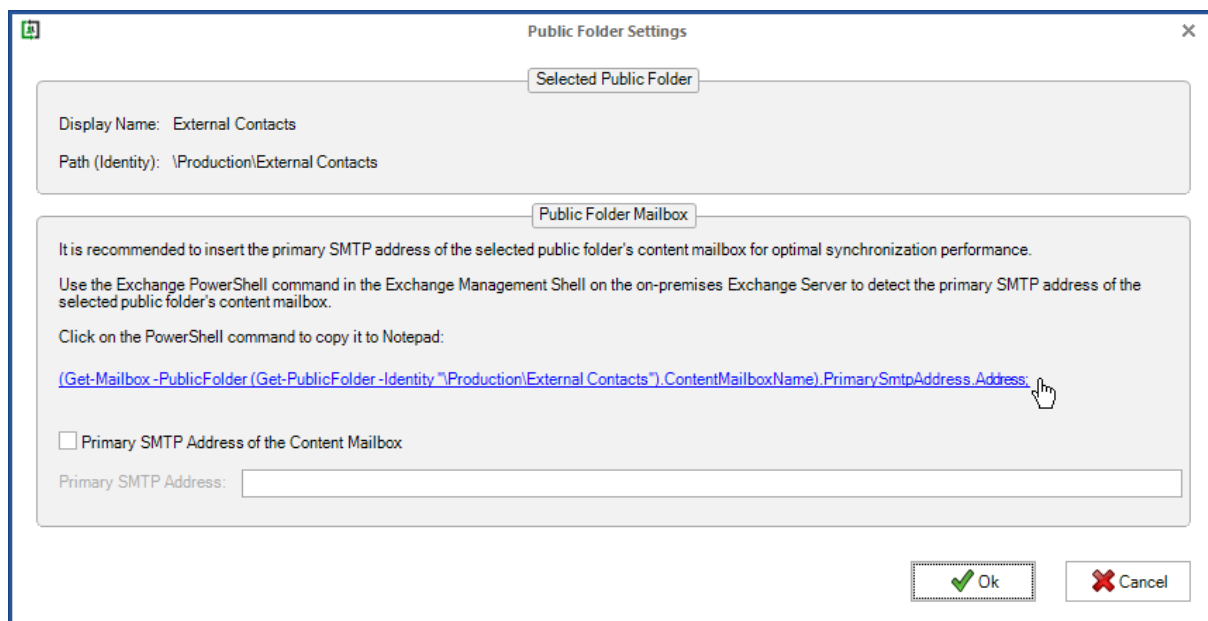 Public Folder Settings
Selected Public Folder
Display Name: External Contacts
Path (Identity): \Production\External Contacts
Public Folder Mailbox
It is recommended to insert the primary SMTP address of the selected public folder's content mailbox for optimal synchronization performance.
Use the Exchange PowerShell command in the Exchange Management Shell on the on-premises Exchange Server to detect the primary SMTP address of the
selected public folder's content mailbox.
Click on the PowerShell command to copy it to Notepad:
(Get-Mailbox -PublicFolder (Get-PublicFolder -Identity "\Production\External Contacts").ContentMailboxName).PrimarySmtpAddress.Address;
Primary SMTP Address of the Content Mailbox
Primary SMTP Address:
Ok
Cancel